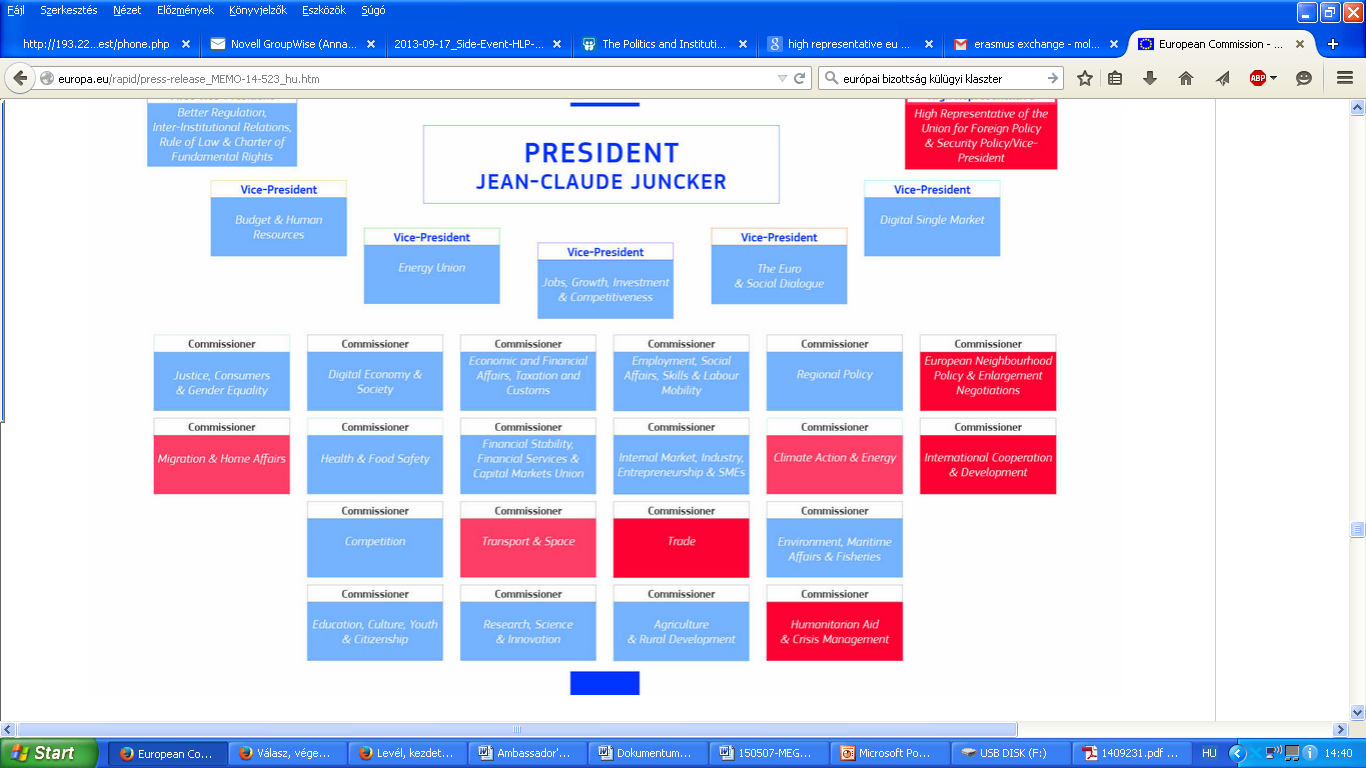 Fájl Szerkesztés Nézet Előzmények Könyvjelzők Eszközök Súgó
http://193.22...est/phone.php
Novell GroupWise (Anna...
2013-09-17_Side-Event-HLP-...
The Politics and Instituti...
high representative eu ...
erasmus exchange - mol...
European Commission - ...
europa.eu/rapid/press-release_MEMO-14-523_hu.htm
európai bizottság külügyi klaszter
ABP
Better Regulation,
Inter-Institutional Relations,
Rule of Law & Charter of
Fundamental Rights
High Representative of the
Union for Foreign Policy
& Security Policy/Vice-
President
PRESIDENT
JEAN-CLAUDE JUNCKER
Vice-President
Budget & Human
Resources
Vice-President
Energy Union
Vice-President
Jobs, Growth, Investment
& Competitiveness
Vice-President
The Euro
& Social Dialogue
Vice-President
Digital Single Market
Commissioner
Justice, Consumers
& Gender Equality
Commissioner
Digital Economy &
Society
Commissioner
Economic and Financial
Affairs, Taxation and
Customs
Commissioner
Employment, Social
Affairs, Skills & Labour
Mobility
Commissioner
Regional Policy
Commissioner
European Neighbourhood
Policy & Enlargement
Negotiations
Commissioner
Migration & Home Affairs
Commissioner
Health & Food Safety
Commissioner
Financial Stability,
Financial Services &
Capital Markets Union
Commissioner
Internal Market, Industry,
Entrepreneurship & SMEs
Commissioner
Climate Action & Energy
Commissioner
International Cooperation
& Development
Commissioner
Competition
Commissioner
Transport & Space
Commissioner
Trade
Commissioner
Environment, Maritime
Affairs & Fisheries
Commissioner
Education, Culture, Youth
& Citizenship
Commissioner
Research, Science
& Innovation
Commissioner
Agriculture
& Rural Development
Commissioner
Humanitarian Aid
& Crisis Management
Start
European Co...
Válasz, vége...
Levél, kezdet...
Ambassador'...
Dokumentum...
150507-MEG...
Microsoft Po...
USB DISK (F:)
1409231.pdf ...
HU
14:40